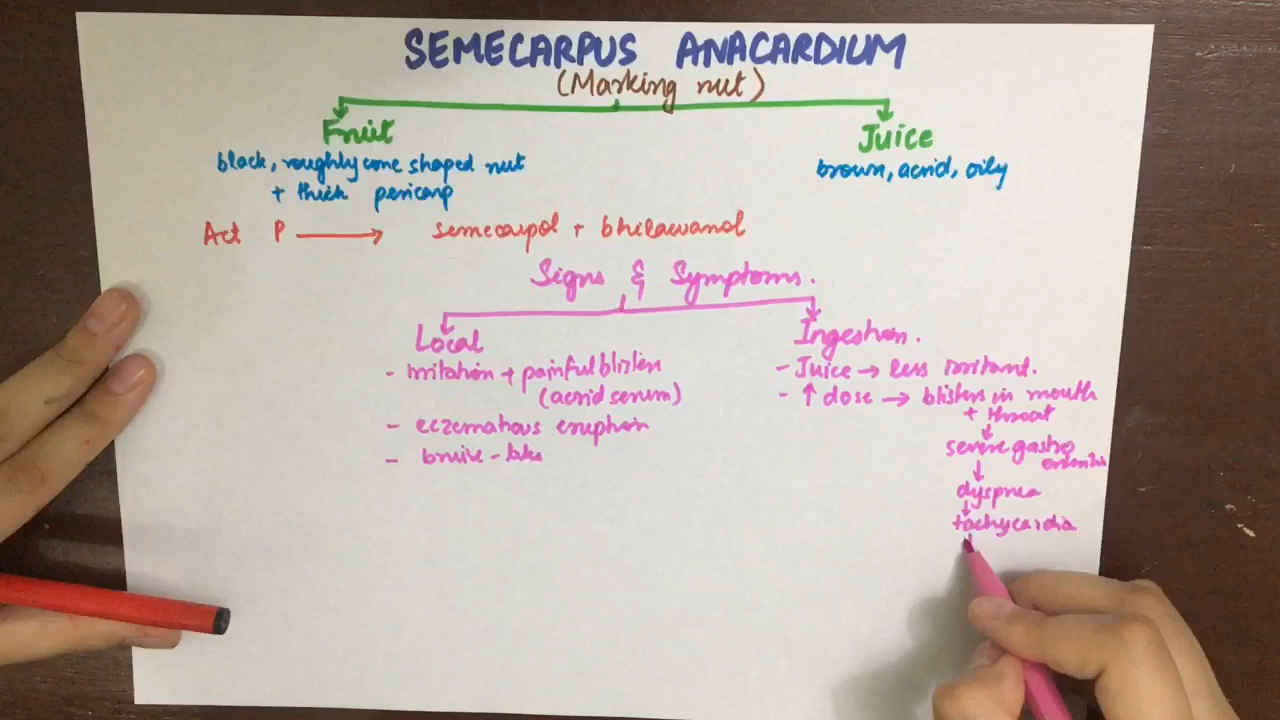 SEMECARPUS ANACARDIUM
(Marking nut)
Fruit
black, roughly cone shaped nut
+ thick pericarp
Juice
brown, acrid, oily
Act P → semecarpol + bhilawanol
Signs & Symptoms.
Local
- irritation + painful blisters
(acrid serum)
- eczematous eruption
- bruise-like
Ingestion.
- Juice → less irritant.
- ↑ dose → blisters in mouth
+ throat
↓
severe gastro
enteritis
↓
dyspnea
↓
tachycardia